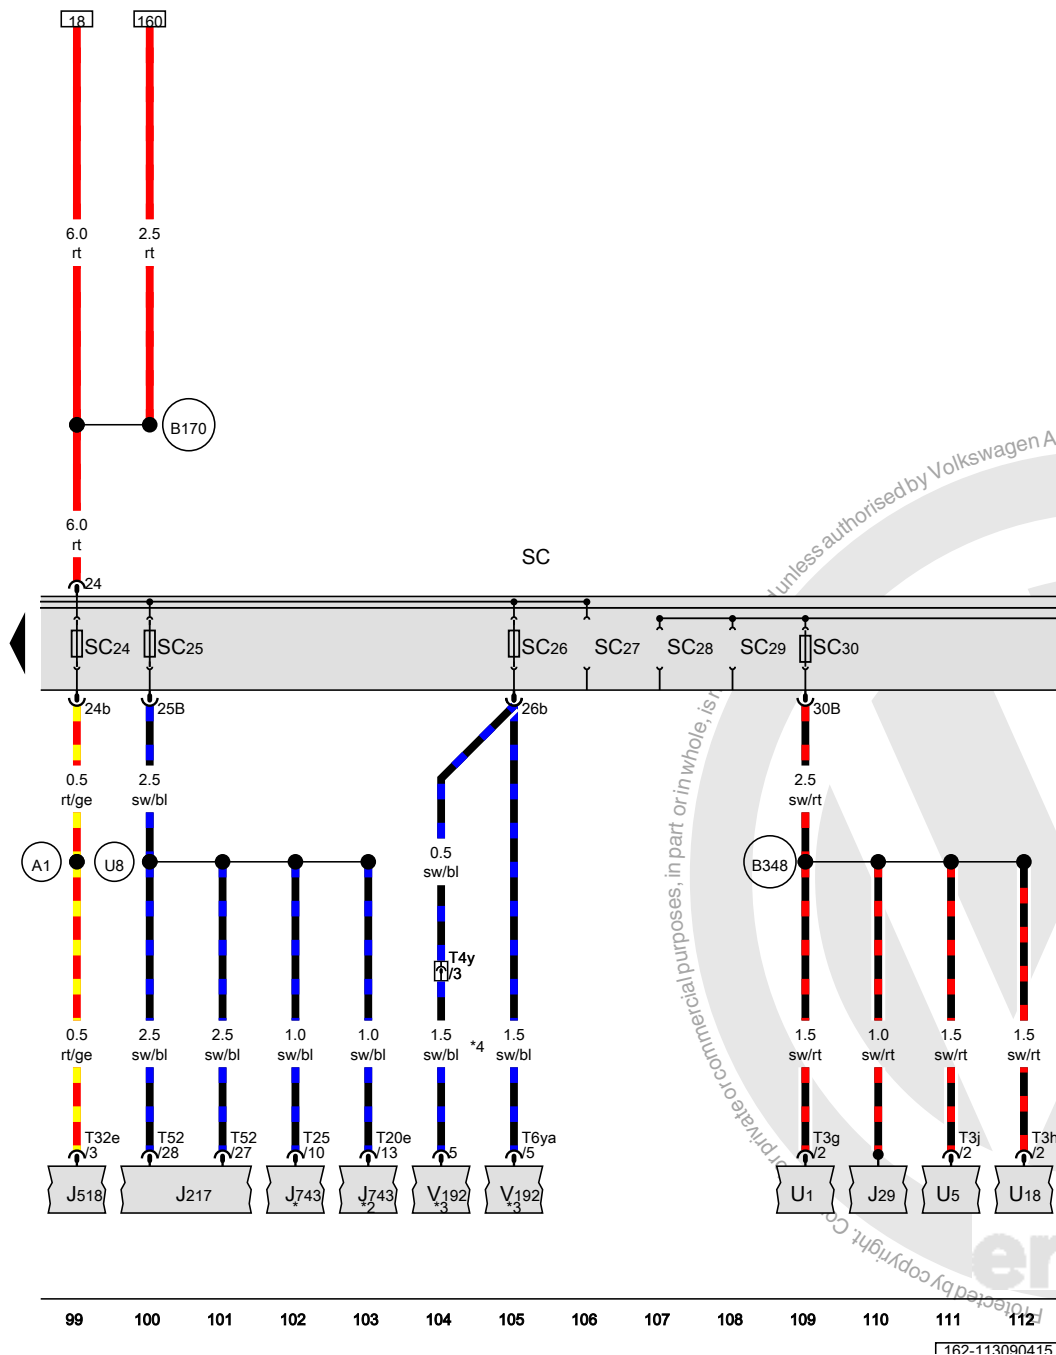 18 160
6.0 2.5
rt rt
B170
6.0
rt
SC
24
SC24 SC25 SC26 SC27 SC28 SC29 SC30
24b 25B 26b 30B
0.5 2.5 2.5
rt/ge sw/bl sw/rt
0.5
sw/bl
A1 U8 B348
T4y
/3
0.5 2.5 2.5 1.0 1.0 1.5 1.5 1.5 1.0 1.5 1.5
rt/ge sw/bl sw/bl sw/bl sw/bl sw/bl *4 sw/bl sw/rt sw/rt sw/rt sw/rt
T32e T52 T52 T25 T20e T6ya T3g T3j T3h
/3 /28 /27 /10 /13 5 /5 /2 /2 /2
J518 J217 J743 J743 V192 V192 U1 J29 U5 U18
* *2 *3 *3
99 100 101 102 103 104 105 106 107 108 109 110 111 112
162-113090415
unless authorised by Volkswagen A
or private or commercial purposes, in part or in whole, is
Protected by copyright. Co
er